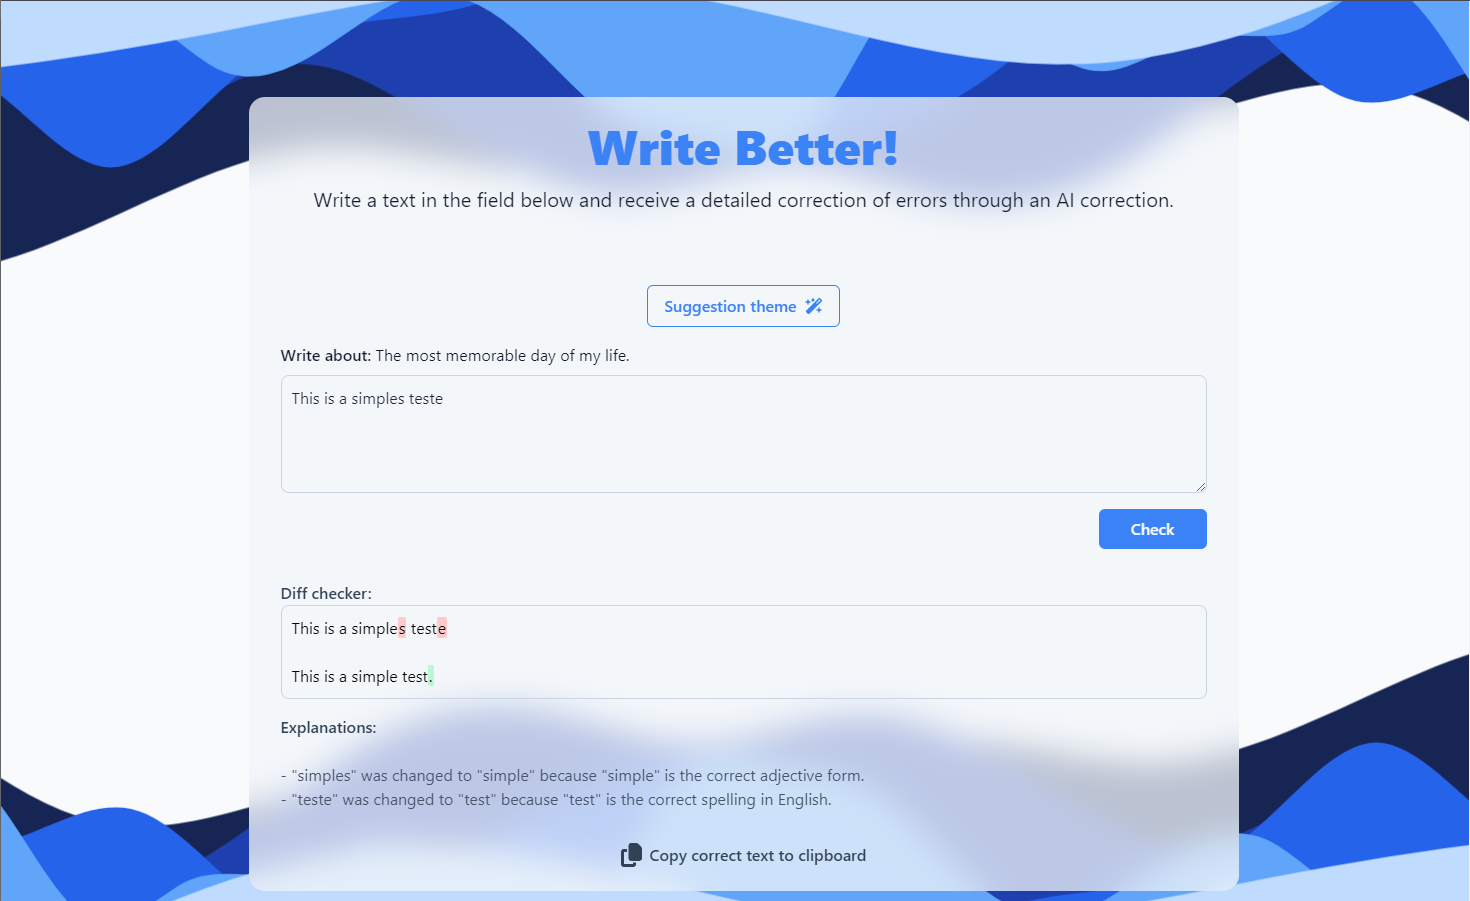 Write Better!
Write a text in the field below and receive a detailed correction of errors through an AI correction.
Suggestion theme
Write about: The most memorable day of my life.
This is a simples teste
Check
Diff checker:
This is a simples teste
This is a simple test.
Explanations:
- "simples" was changed to "simple" because "simple" is the correct adjective form.
- "teste" was changed to "test" because "test" is the correct spelling in English.
Copy correct text to clipboard